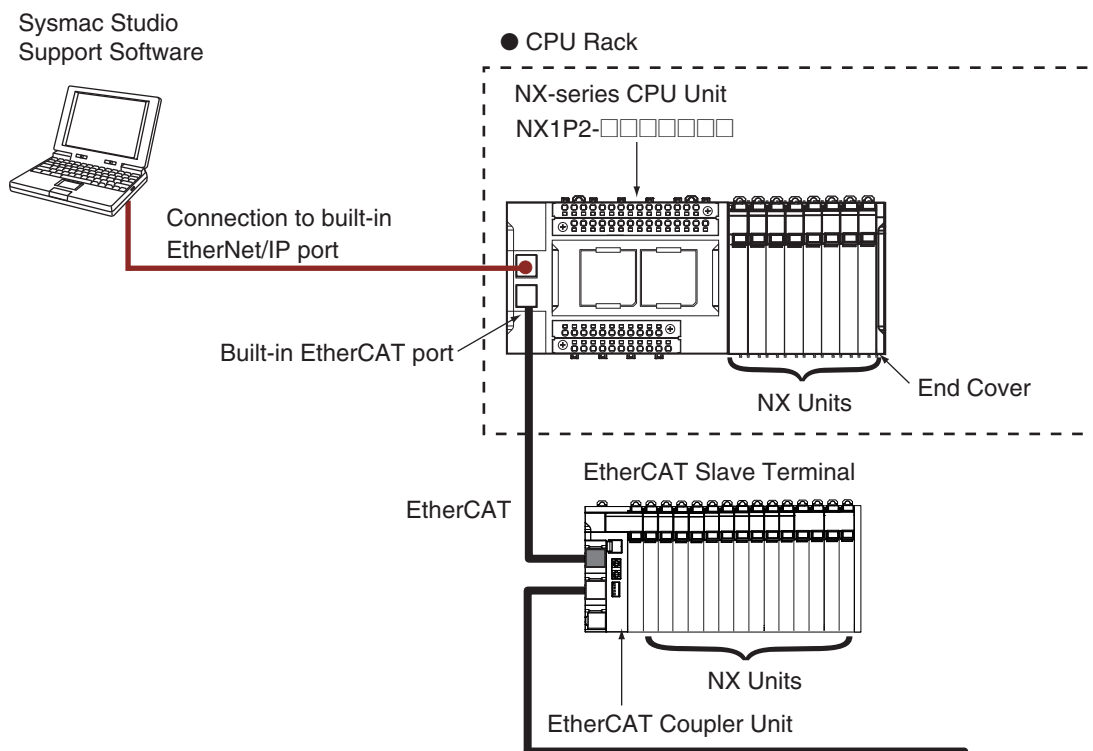 Sysmac Studio
Support Software
● CPU Rack
NX-series CPU Unit
NX1P2-□□□□□□□
Connection to built-in
EtherNet/IP port
Built-in EtherCAT port
End Cover
NX Units
EtherCAT Slave Terminal
EtherCAT
NX Units
EtherCAT Coupler Unit